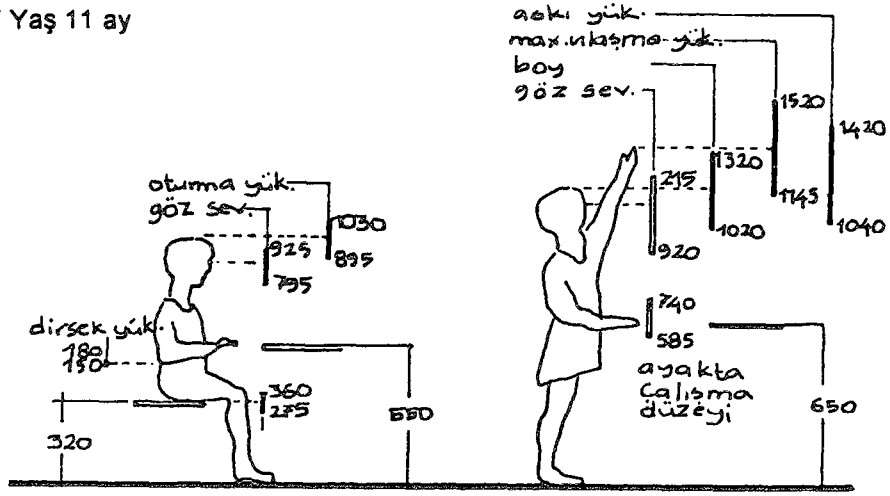 Yaş 11 ay
askı yük.
max.ulaşma yük.
boy
göz sev.
1520
1420
1320
215
1145
1020
1040
920
oturma yük.
göz sev.
1030
925
895
795
740
585
dirsek yük.
180
150
360
275
ayakta
çalışma
düzeyi
320
550
650